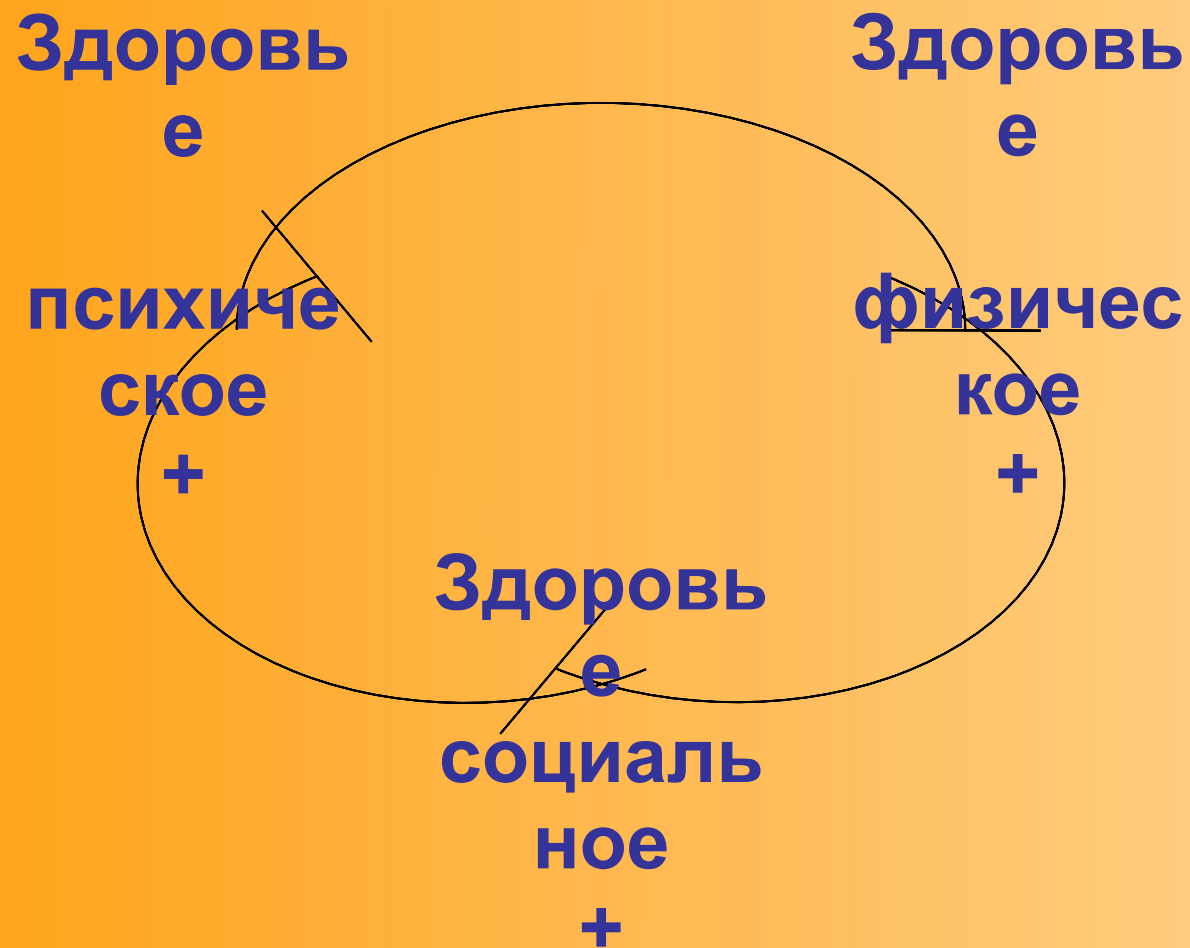 Здоровь
е
психиче
ское
+
Здоровь
е
физичес
кое
+
Здоровь
е
социаль
ное
+